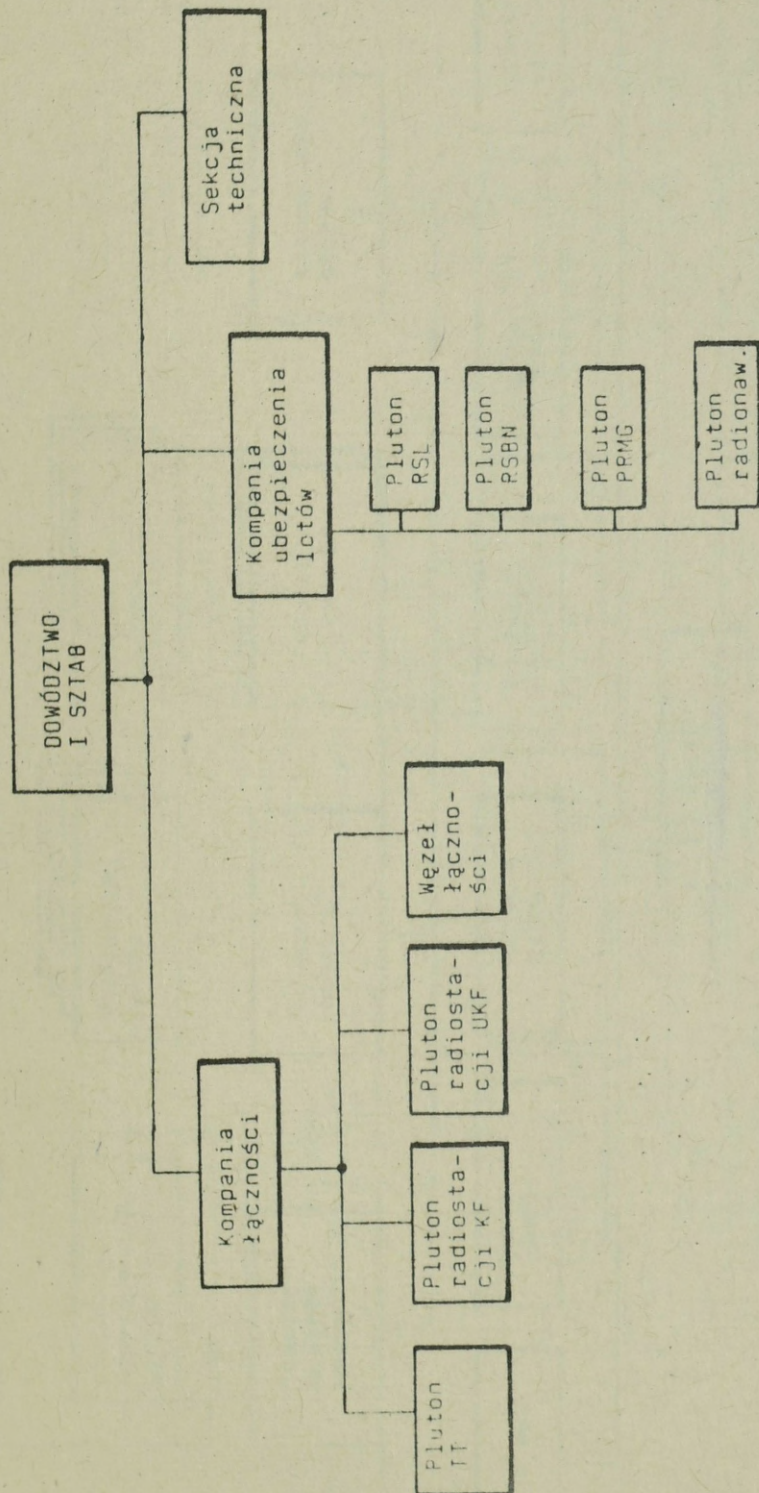 DOWÓDZTWO
I SZTAB
Kompania
łączności
Kompania
ubezpieczenia
lotów
Sekcja
techniczna
Pluton
TT
Pluton
radiosta-
cji KF
Pluton
radiosta-
cji UKF
Węzeł
łączno-
ści
Pluton
RSL
Pluton
RSBN
Pluton
PRMG
Pluton
radionaw.